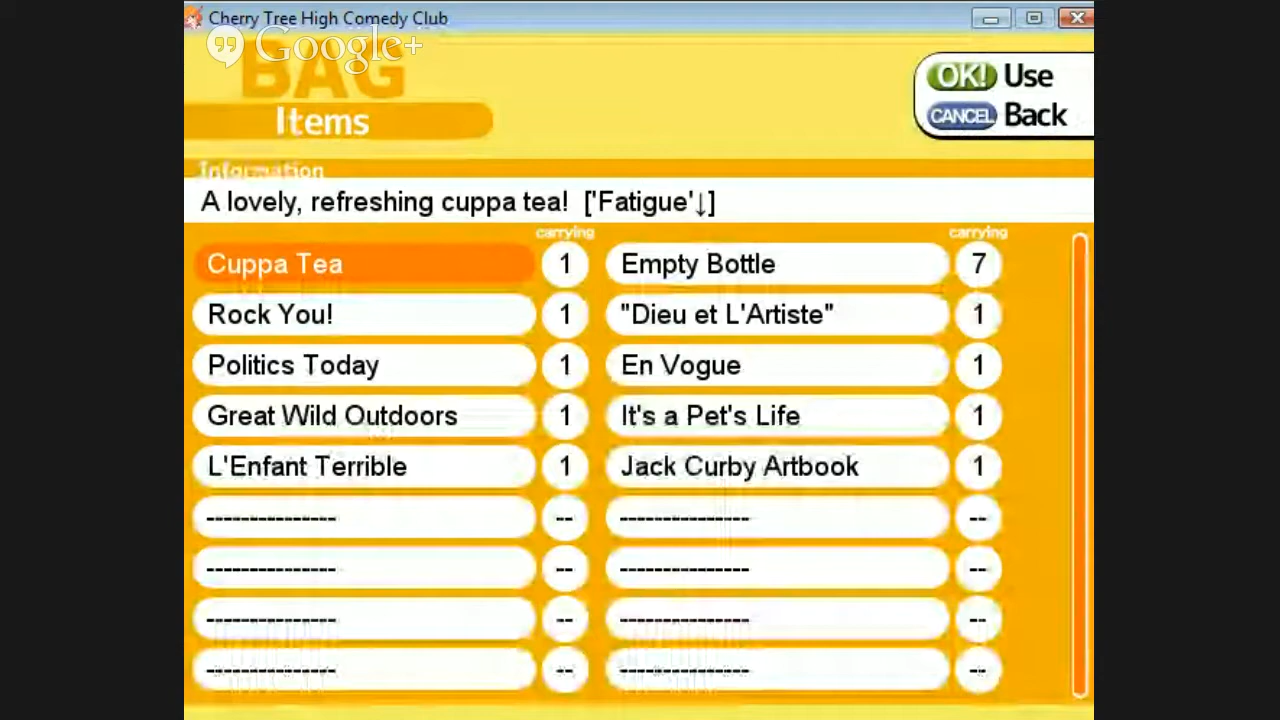 Cherry Tree High Comedy Club
Google+
BAG
Items
OK! Use
CANCEL Back
Information
A lovely, refreshing cuppa tea! ['Fatigue'↓]
carrying carrying
Cuppa Tea 1 Empty Bottle 7
Rock You! 1 "Dieu et L'Artiste" 1
Politics Today 1 En Vogue 1
Great Wild Outdoors 1 It's a Pet's Life 1
L'Enfant Terrible 1 Jack Curby Artbook 1
--------------- -- --------------- --
--------------- -- --------------- --
--------------- -- --------------- --
--------------- -- --------------- --